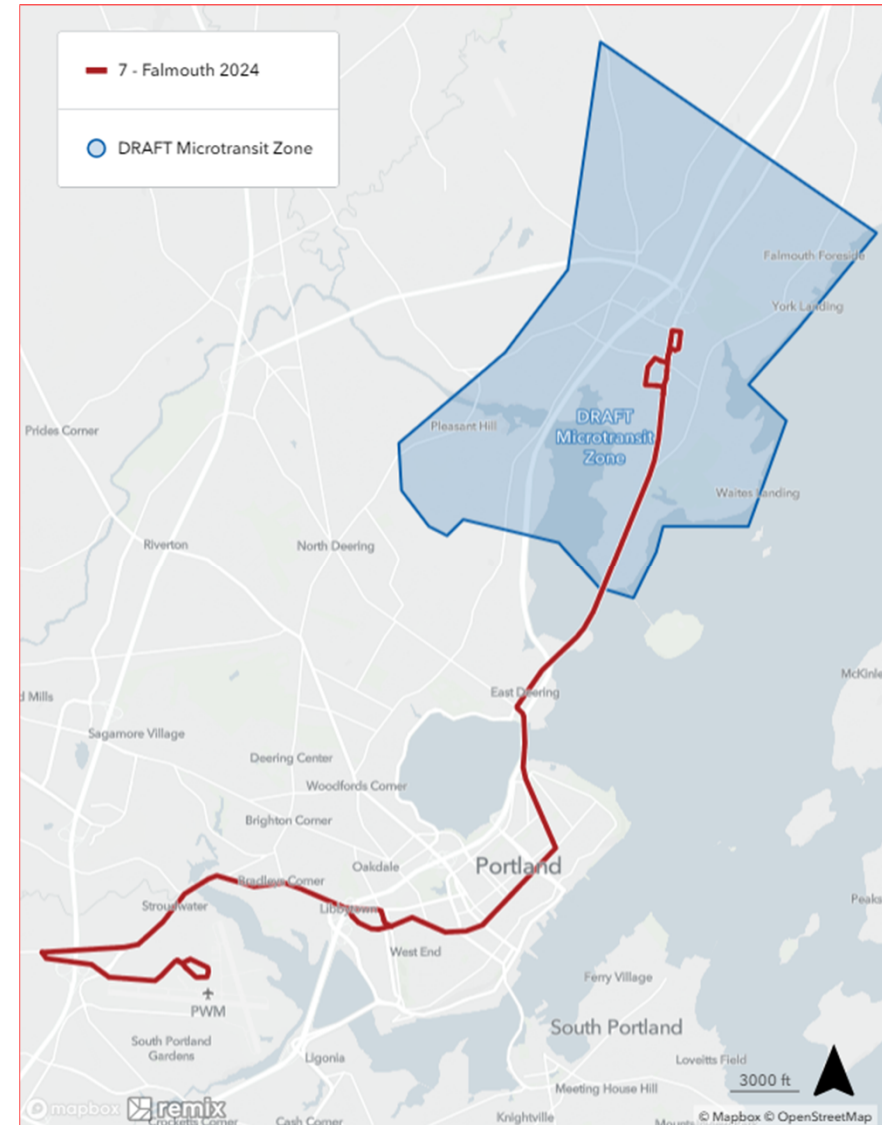 7 - Falmouth 2024
DRAFT Microtransit Zone
Falmouth Foreside
York Landing
Prides Corner
Pleasant Hill
DRAFT
Microtransit
Zone
Waites Landing
Riverton
North Deering
McKinle
East Deering
d Mills
Sagamore Village
Deering Center
Woodfords Corner
Brighton Corner
Oakdale
Portland
Bradleys Corner
Peaks
Stroudwater
Libbytown
West End
Ferry Village
PWM
South Portland
South Portland
Gardens
Ligonia
Loveitts Field
3000 ft
Meeting House Hill
mapbox
remix
Crocketts Corner
Cash Corner
Knightville
© Mapbox © OpenStreetMap